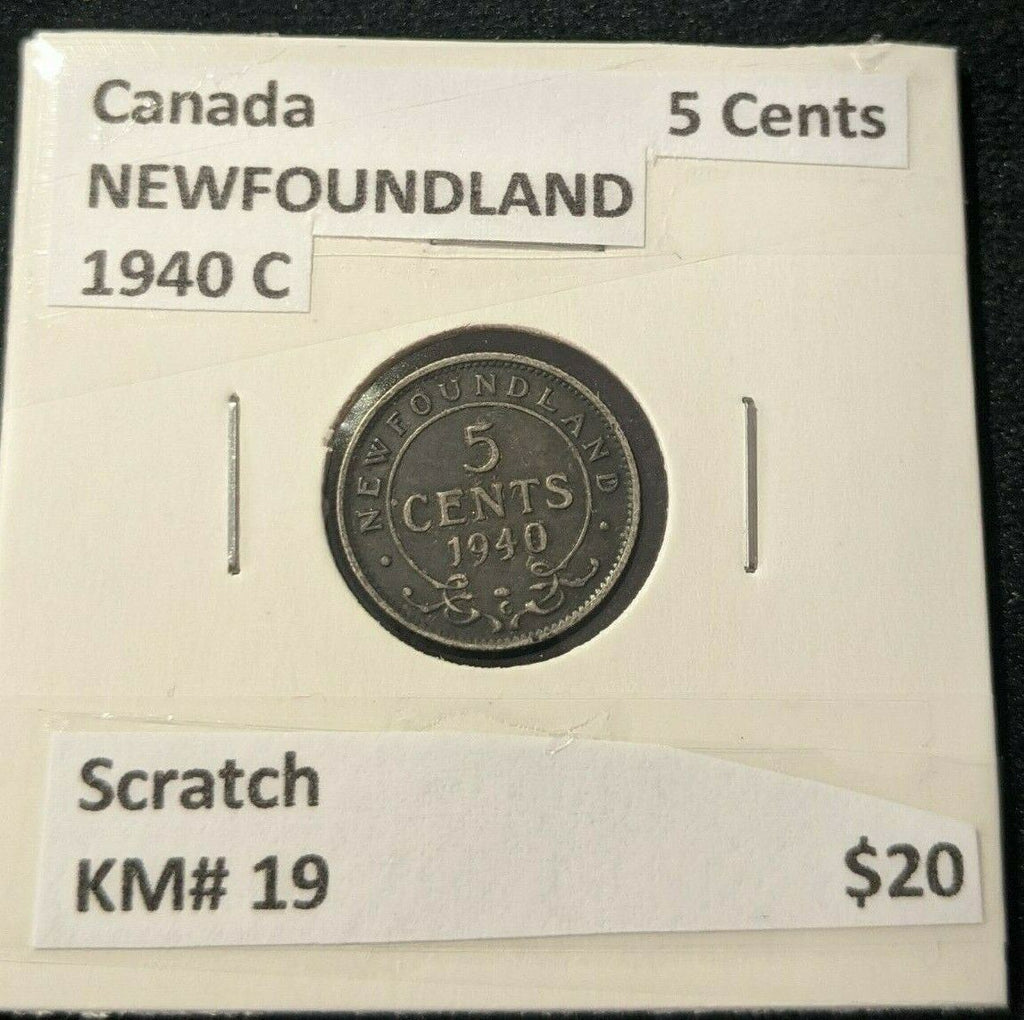 Canada 5 Cents
NEWFOUNDLAND
1940 C
NEWFOUNDLAND
5
CENTS
1940
C
Scratch
KM# 19 $20